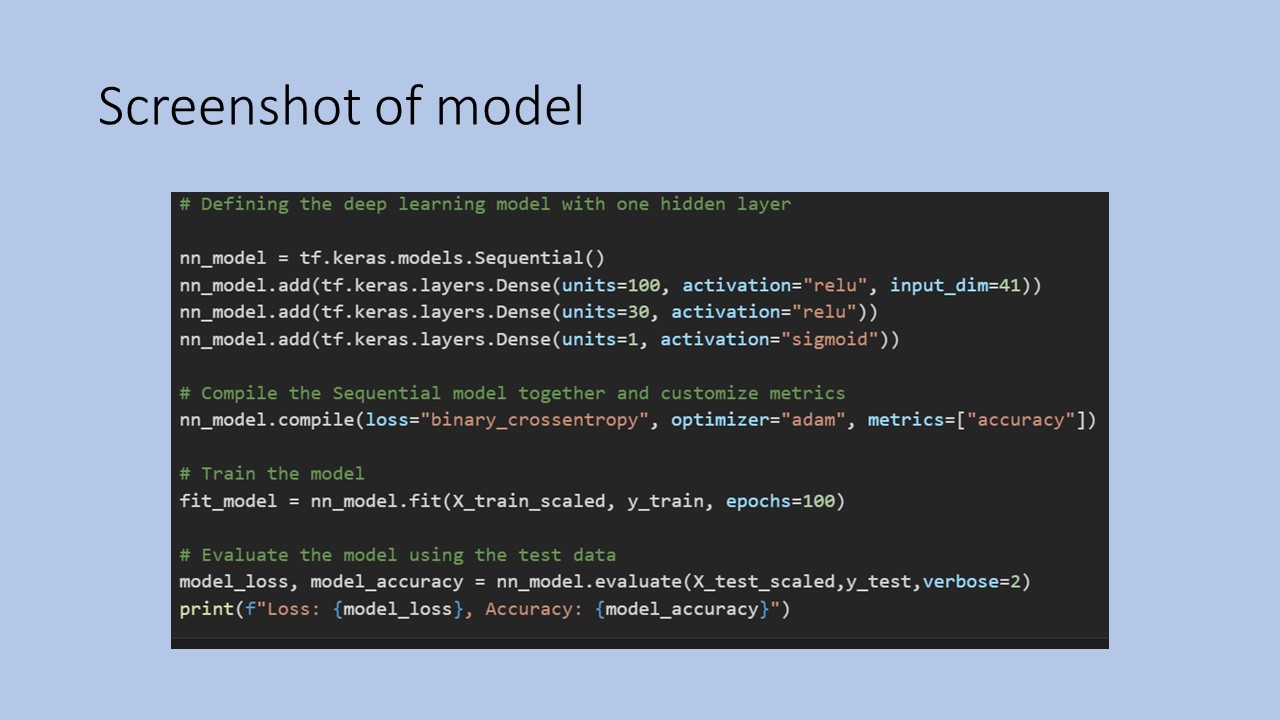 Screenshot of model
# Defining the deep learning model with one hidden layer
nn_model = tf.keras.models.Sequential()
nn_model.add(tf.keras.layers.Dense(units=100, activation="relu", input_dim=41))
nn_model.add(tf.keras.layers.Dense(units=30, activation="relu"))
nn_model.add(tf.keras.layers.Dense(units=1, activation="sigmoid"))
# Compile the Sequential model together and customize metrics
nn_model.compile(loss="binary_crossentropy", optimizer="adam", metrics=["accuracy"])
# Train the model
fit_model = nn_model.fit(X_train_scaled, y_train, epochs=100)
# Evaluate the model using the test data
model_loss, model_accuracy = nn_model.evaluate(X_test_scaled,y_test,verbose=2)
print(f"Loss: {model_loss}, Accuracy: {model_accuracy}")